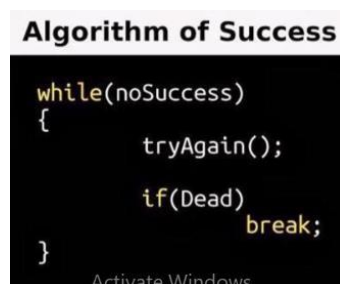 Algorithm of Success
while(noSuccess)
{
tryAgain();
if(Dead)
break;
}
Activate Windows